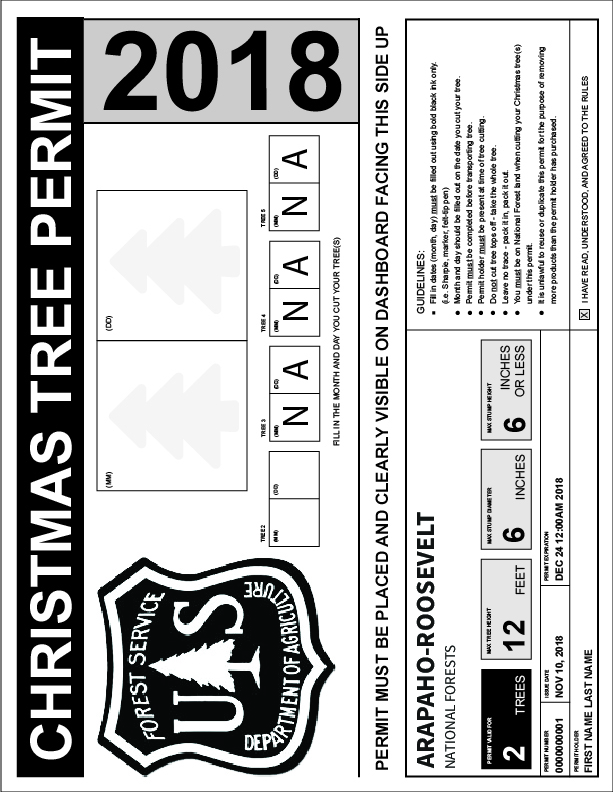 CHRISTMAS TREE PERMIT
2018
FOREST SERVICE
US
DEPARTMENT OF AGRICULTURE
(MM)
(DD)
TREE 2
(MM)
(DD)
TREE 3
(MM)
(DD)
N
A
TREE 4
(MM)
(DD)
N
A
TREE 5
(MM)
(DD)
N
A
FILL IN THE MONTH AND DAY YOU CUT YOUR TREE(S)
PERMIT MUST BE PLACED AND CLEARLY VISIBLE ON DASHBOARD FACING THIS SIDE UP
ARAPAHO-ROOSEVELT
NATIONAL FORESTS
PERMIT VALID FOR
2 TREES
MAX TREE HEIGHT
12 FEET
MAX STUMP DIAMETER
6 INCHES
MAX STUMP HEIGHT
6 INCHES
OR LESS
PERMIT NUMBER
0000000001
ISSUE DATE
NOV 10, 2018
PERMIT EXPIRATION
DEC 24 12:00AM 2018
PERMIT HOLDER
FIRST NAME LAST NAME
GUIDELINES:
• Fill in dates (month, day) must be filled out using bold black ink only.
(i.e. Sharpie, marker, felt-tip pen)
• Month and day should be filled out on the date you cut your tree.
• Permit must be completed before transporting tree.
• Permit holder must be present at time of tree cutting.
• Do not cut tree tops off - take the whole tree.
• Leave no trace - pack it in, pack it out.
• You must be on National Forest land when cutting your Christmas tree(s)
under this permit.
• It is unlawful to reuse or duplicate this permit for the purpose of removing
more products than the permit holder has purchased.
☒ I HAVE READ, UNDERSTOOD, AND AGREED TO THE RULES